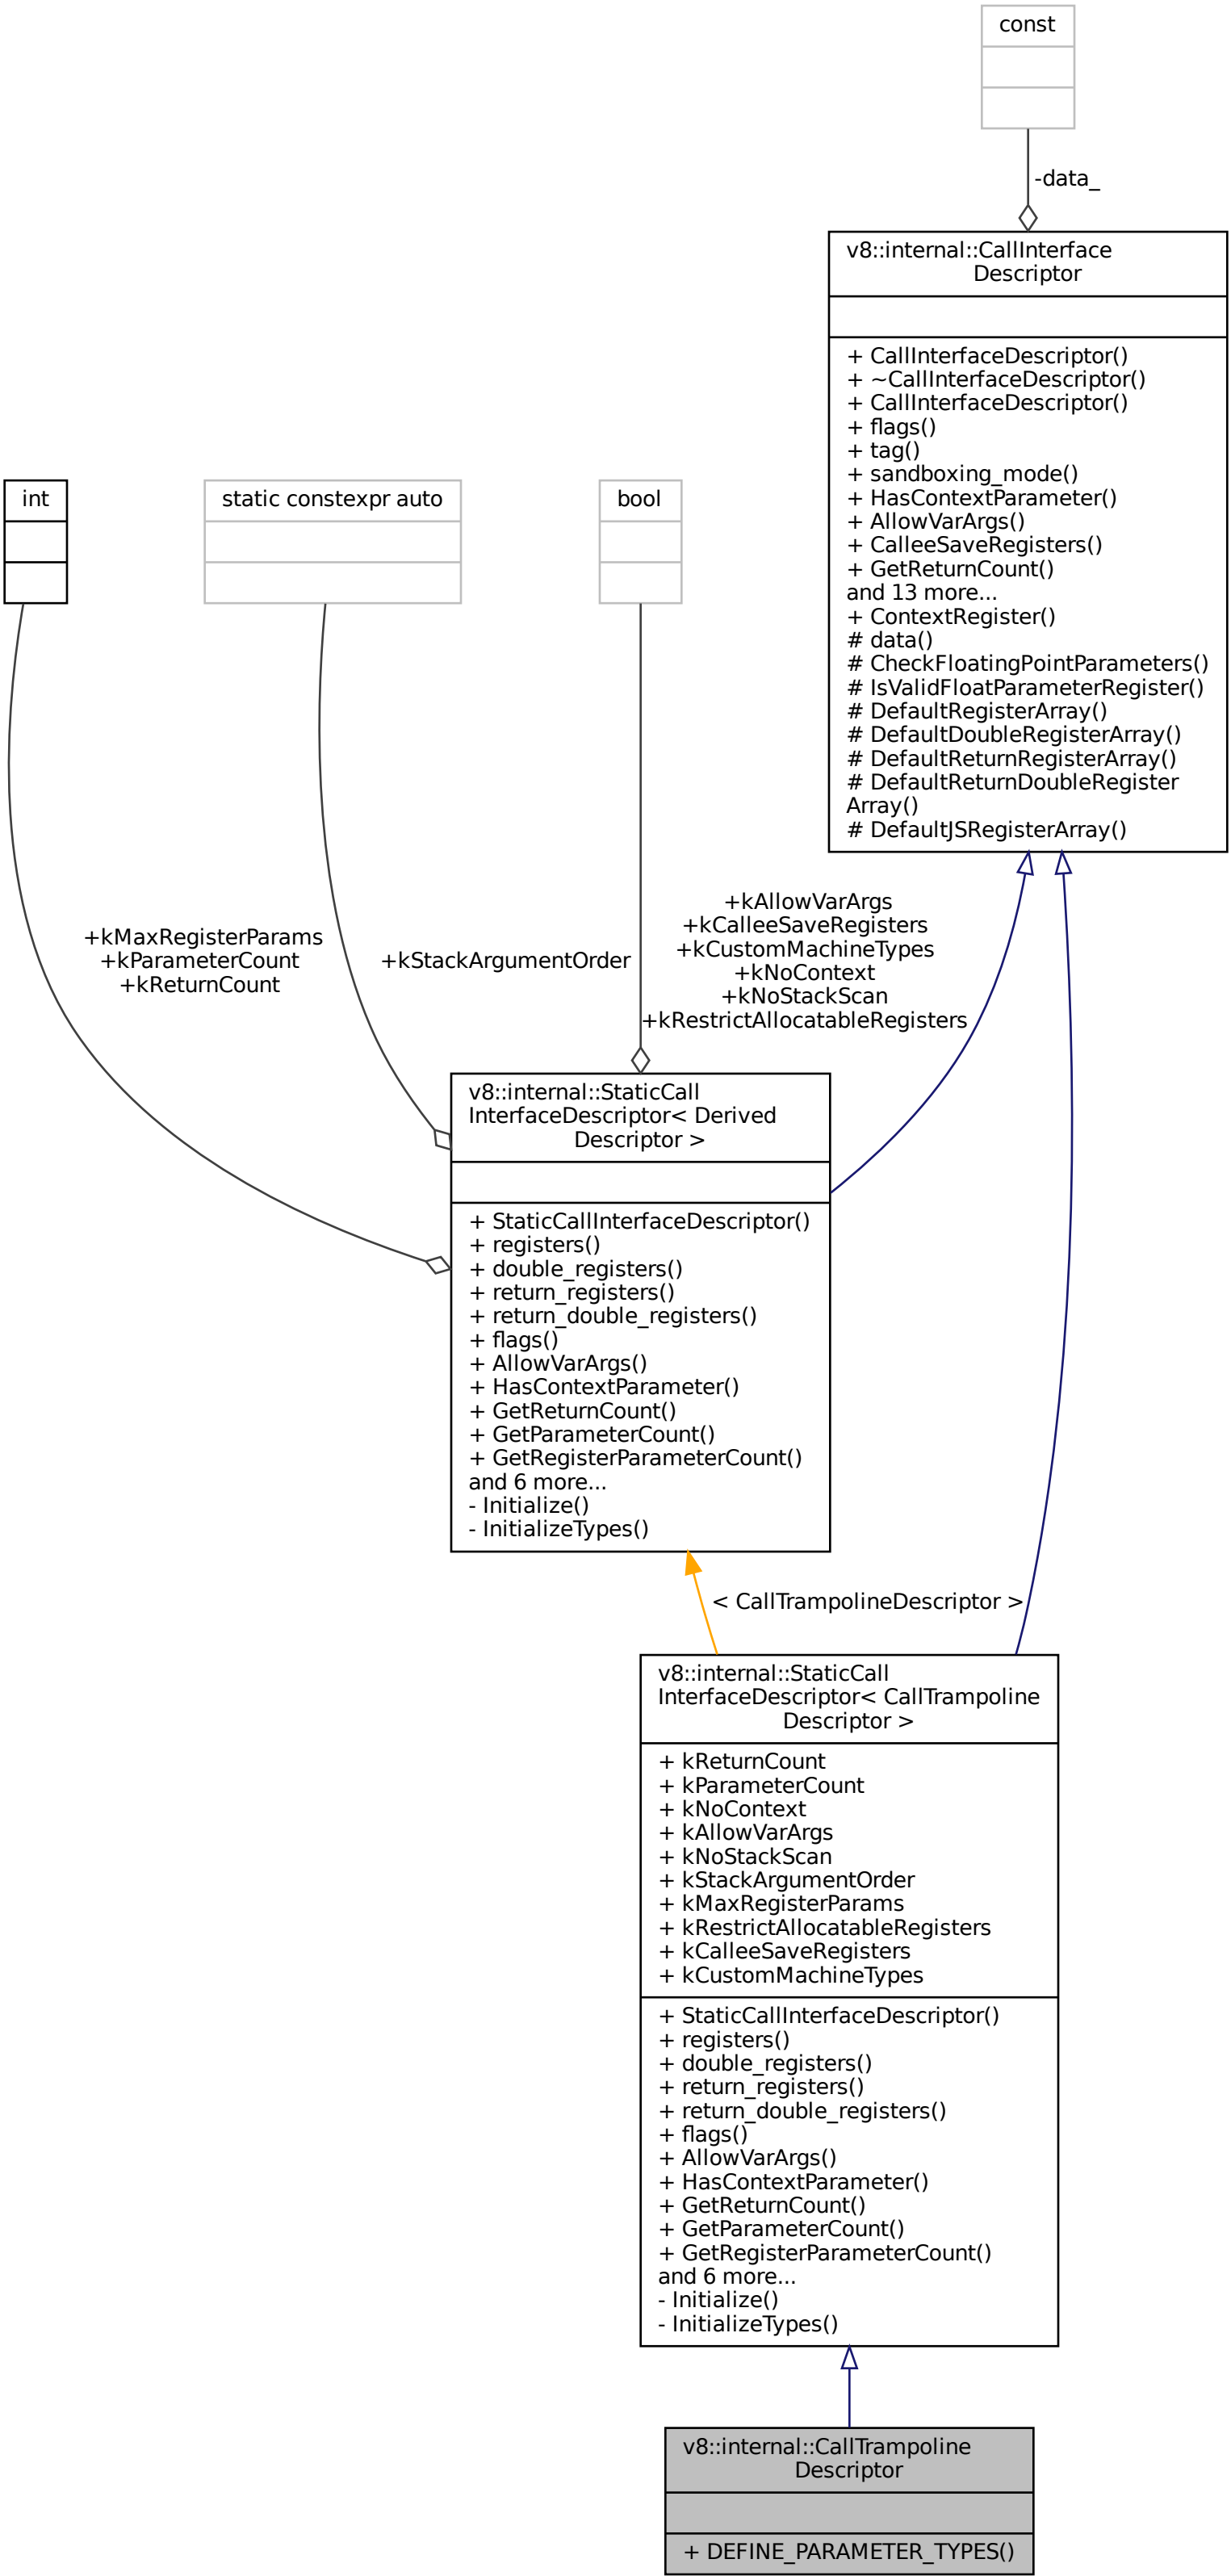 const
-data_
v8::internal::CallInterface
Descriptor
+ CallInterfaceDescriptor()
+ ~CallInterfaceDescriptor()
+ CallInterfaceDescriptor()
+ flags()
+ tag()
+ sandboxing_mode()
+ HasContextParameter()
+ AllowVarArgs()
+ CalleeSaveRegisters()
+ GetReturnCount()
and 13 more...
+ ContextRegister()
# data()
# CheckFloatingPointParameters()
# IsValidFloatParameterRegister()
# DefaultRegisterArray()
# DefaultDoubleRegisterArray()
# DefaultReturnRegisterArray()
# DefaultReturnDoubleRegister
Array()
# DefaultJSRegisterArray()
int
static constexpr auto
bool
+kMaxRegisterParams
+kParameterCount
+kReturnCount
+kStackArgumentOrder
+kAllowVarArgs
+kCalleeSaveRegisters
+kCustomMachineTypes
+kNoContext
+kNoStackScan
+kRestrictAllocatableRegisters
v8::internal::StaticCall
InterfaceDescriptor< Derived
Descriptor >
+ StaticCallInterfaceDescriptor()
+ registers()
+ double_registers()
+ return_registers()
+ return_double_registers()
+ flags()
+ AllowVarArgs()
+ HasContextParameter()
+ GetReturnCount()
+ GetParameterCount()
+ GetRegisterParameterCount()
and 6 more...
- Initialize()
- InitializeTypes()
< CallTrampolineDescriptor >
v8::internal::StaticCall
InterfaceDescriptor< CallTrampoline
Descriptor >
+ kReturnCount
+ kParameterCount
+ kNoContext
+ kAllowVarArgs
+ kNoStackScan
+ kStackArgumentOrder
+ kMaxRegisterParams
+ kRestrictAllocatableRegisters
+ kCalleeSaveRegisters
+ kCustomMachineTypes
+ StaticCallInterfaceDescriptor()
+ registers()
+ double_registers()
+ return_registers()
+ return_double_registers()
+ flags()
+ AllowVarArgs()
+ HasContextParameter()
+ GetReturnCount()
+ GetParameterCount()
+ GetRegisterParameterCount()
and 6 more...
- Initialize()
- InitializeTypes()
v8::internal::CallTrampoline
Descriptor
+ DEFINE_PARAMETER_TYPES()